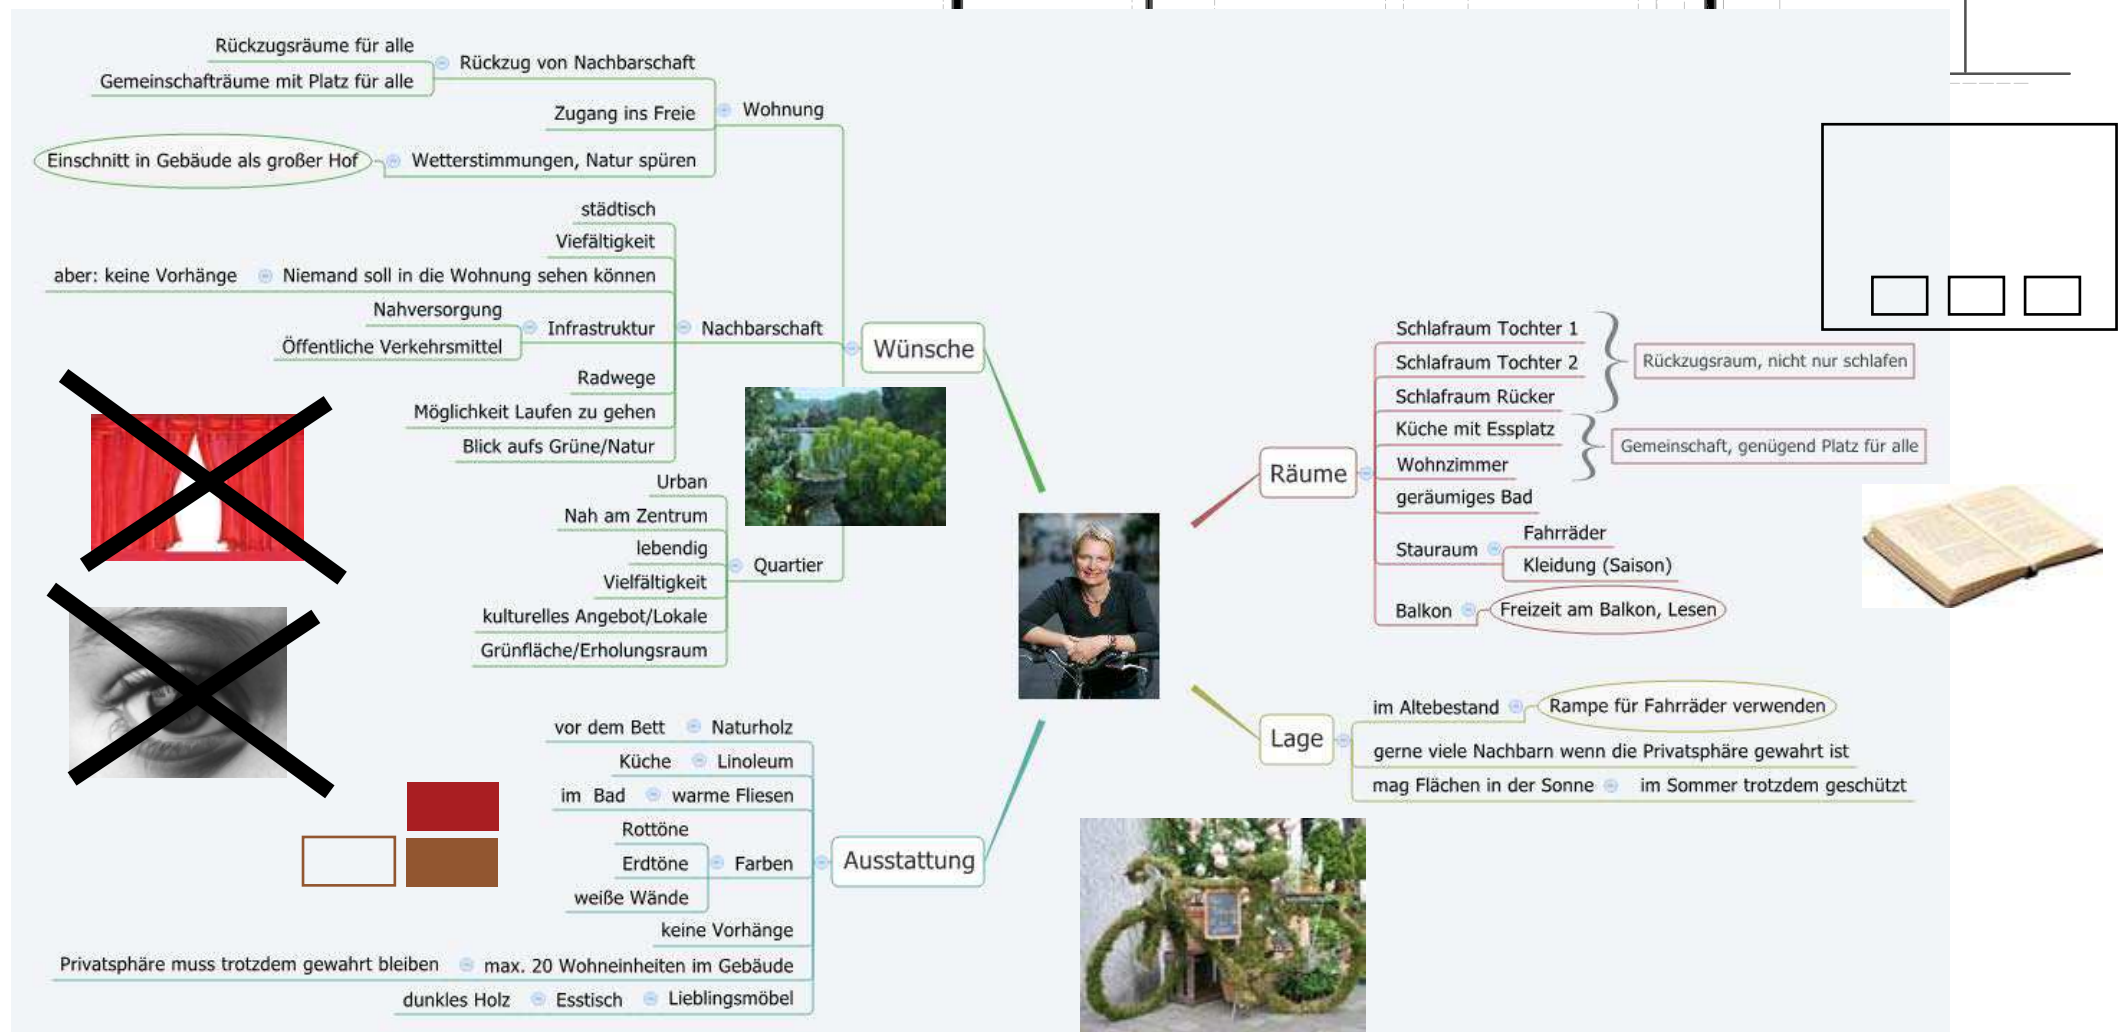 Rückzugsräume für alle
Gemeinschafträume mit Platz für alle
Rückzug von Nachbarschaft
Zugang ins Freie
Wohnung
Einschnitt in Gebäude als großer Hof
Wetterstimmungen, Natur spüren
städtisch
Viefältigkeit
aber: keine Vorhänge
Niemand soll in die Wohnung sehen können
Nahversorgung
Öffentliche Verkehrsmittel
Infrastruktur
Nachbarschaft
Radwege
Möglichkeit Laufen zu gehen
Blick aufs Grüne/Natur
Wünsche
Urban
Nah am Zentrum
lebendig
Vielfältigkeit
kulturelles Angebot/Lokale
Grünfläche/Erholungsraum
Quartier
vor dem Bett
Naturholz
Küche
Linoleum
im Bad
warme Fliesen
Rottöne
Erdtöne
weiße Wände
Farben
Ausstattung
keine Vorhänge
Privatsphäre muss trotzdem gewahrt bleiben
max. 20 Wohneinheiten im Gebäude
dunkles Holz
Esstisch
Lieblingsmöbel
Räume
Schlafraum Tochter 1
Schlafraum Tochter 2
Schlafraum Rücker
Rückzugsraum, nicht nur schlafen
Küche mit Essplatz
Wohnzimmer
Gemeinschaft, genügend Platz für alle
geräumiges Bad
Stauraum
Fahrräder
Kleidung (Saison)
Balkon
Freizeit am Balkon, Lesen
Lage
im Altebestand
Rampe für Fahrräder verwenden
gerne viele Nachbarn wenn die Privatsphäre gewahrt ist
mag Flächen in der Sonne
im Sommer trotzdem geschützt